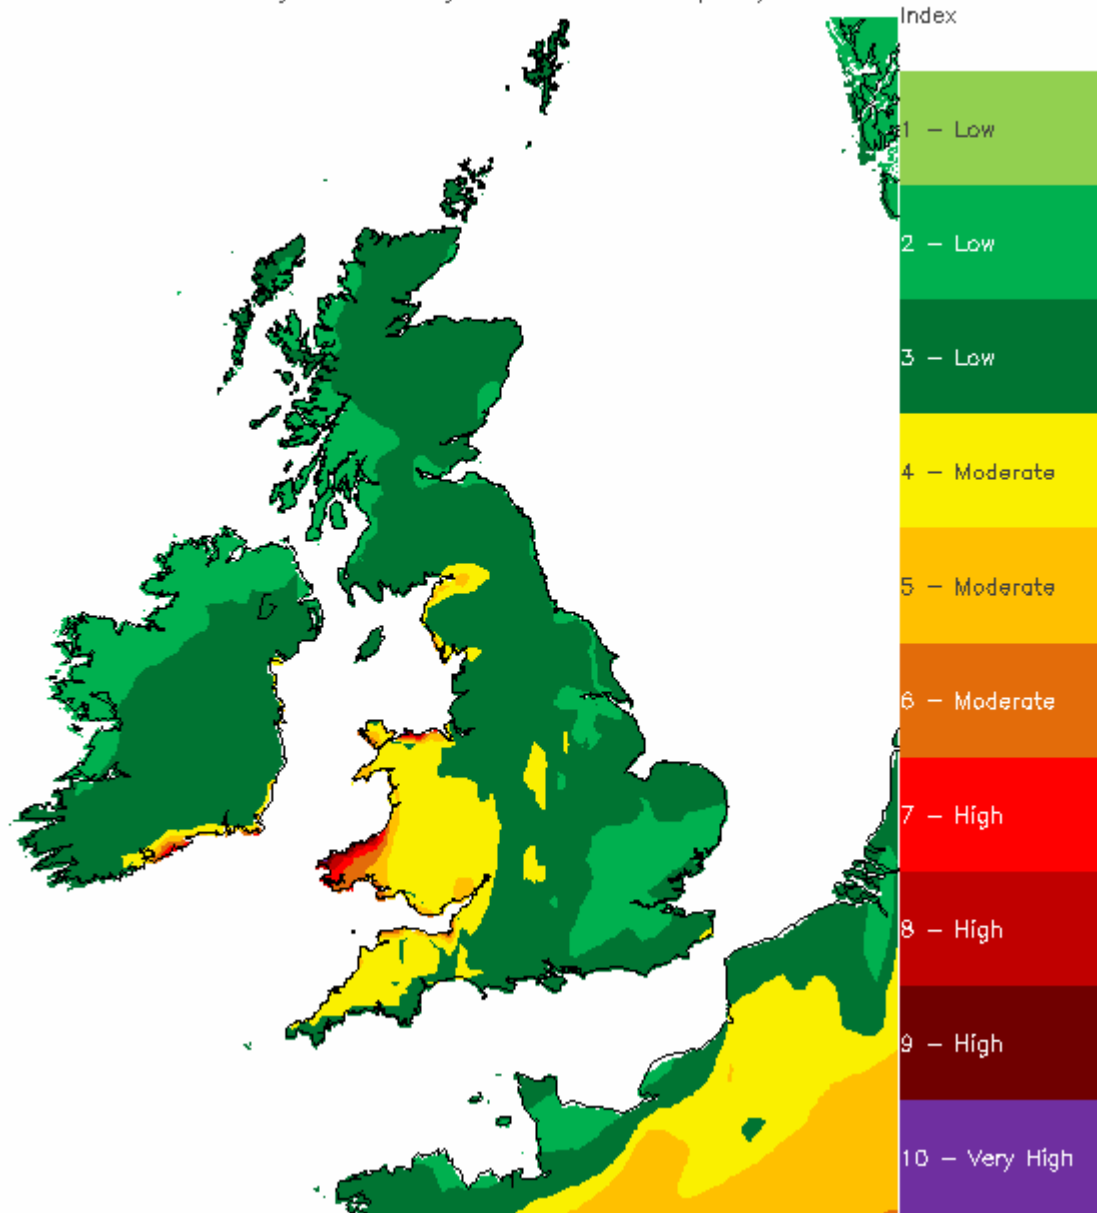 Index
1 – Low
2 – Low
3 – Low
4 – Moderate
5 – Moderate
6 – Moderate
7 – High
8 – High
9 – High
10 – Very High